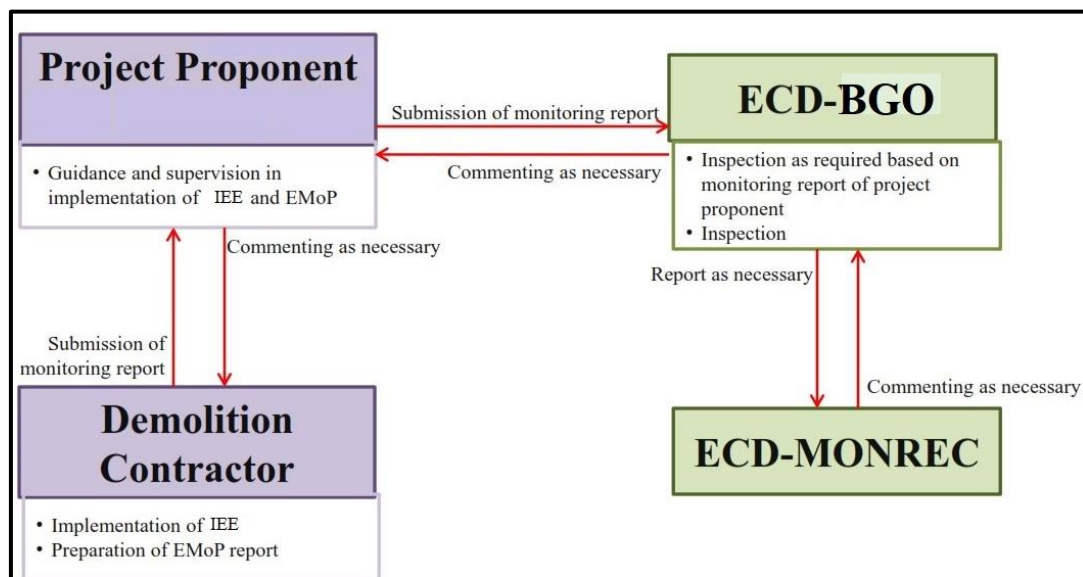 Project Proponent
• Guidance and supervision in
implementation of IEE and EMoP
Submission of monitoring report
Commenting as necessary
ECD-BGO
• Inspection as required based on
monitoring report of project
proponent
• Inspection
Commenting as necessary
Submission of
monitoring report
Report as necessary
Commenting as necessary
Demolition
Contractor
• Implementation of IEE
• Preparation of EMoP report
ECD-MONREC